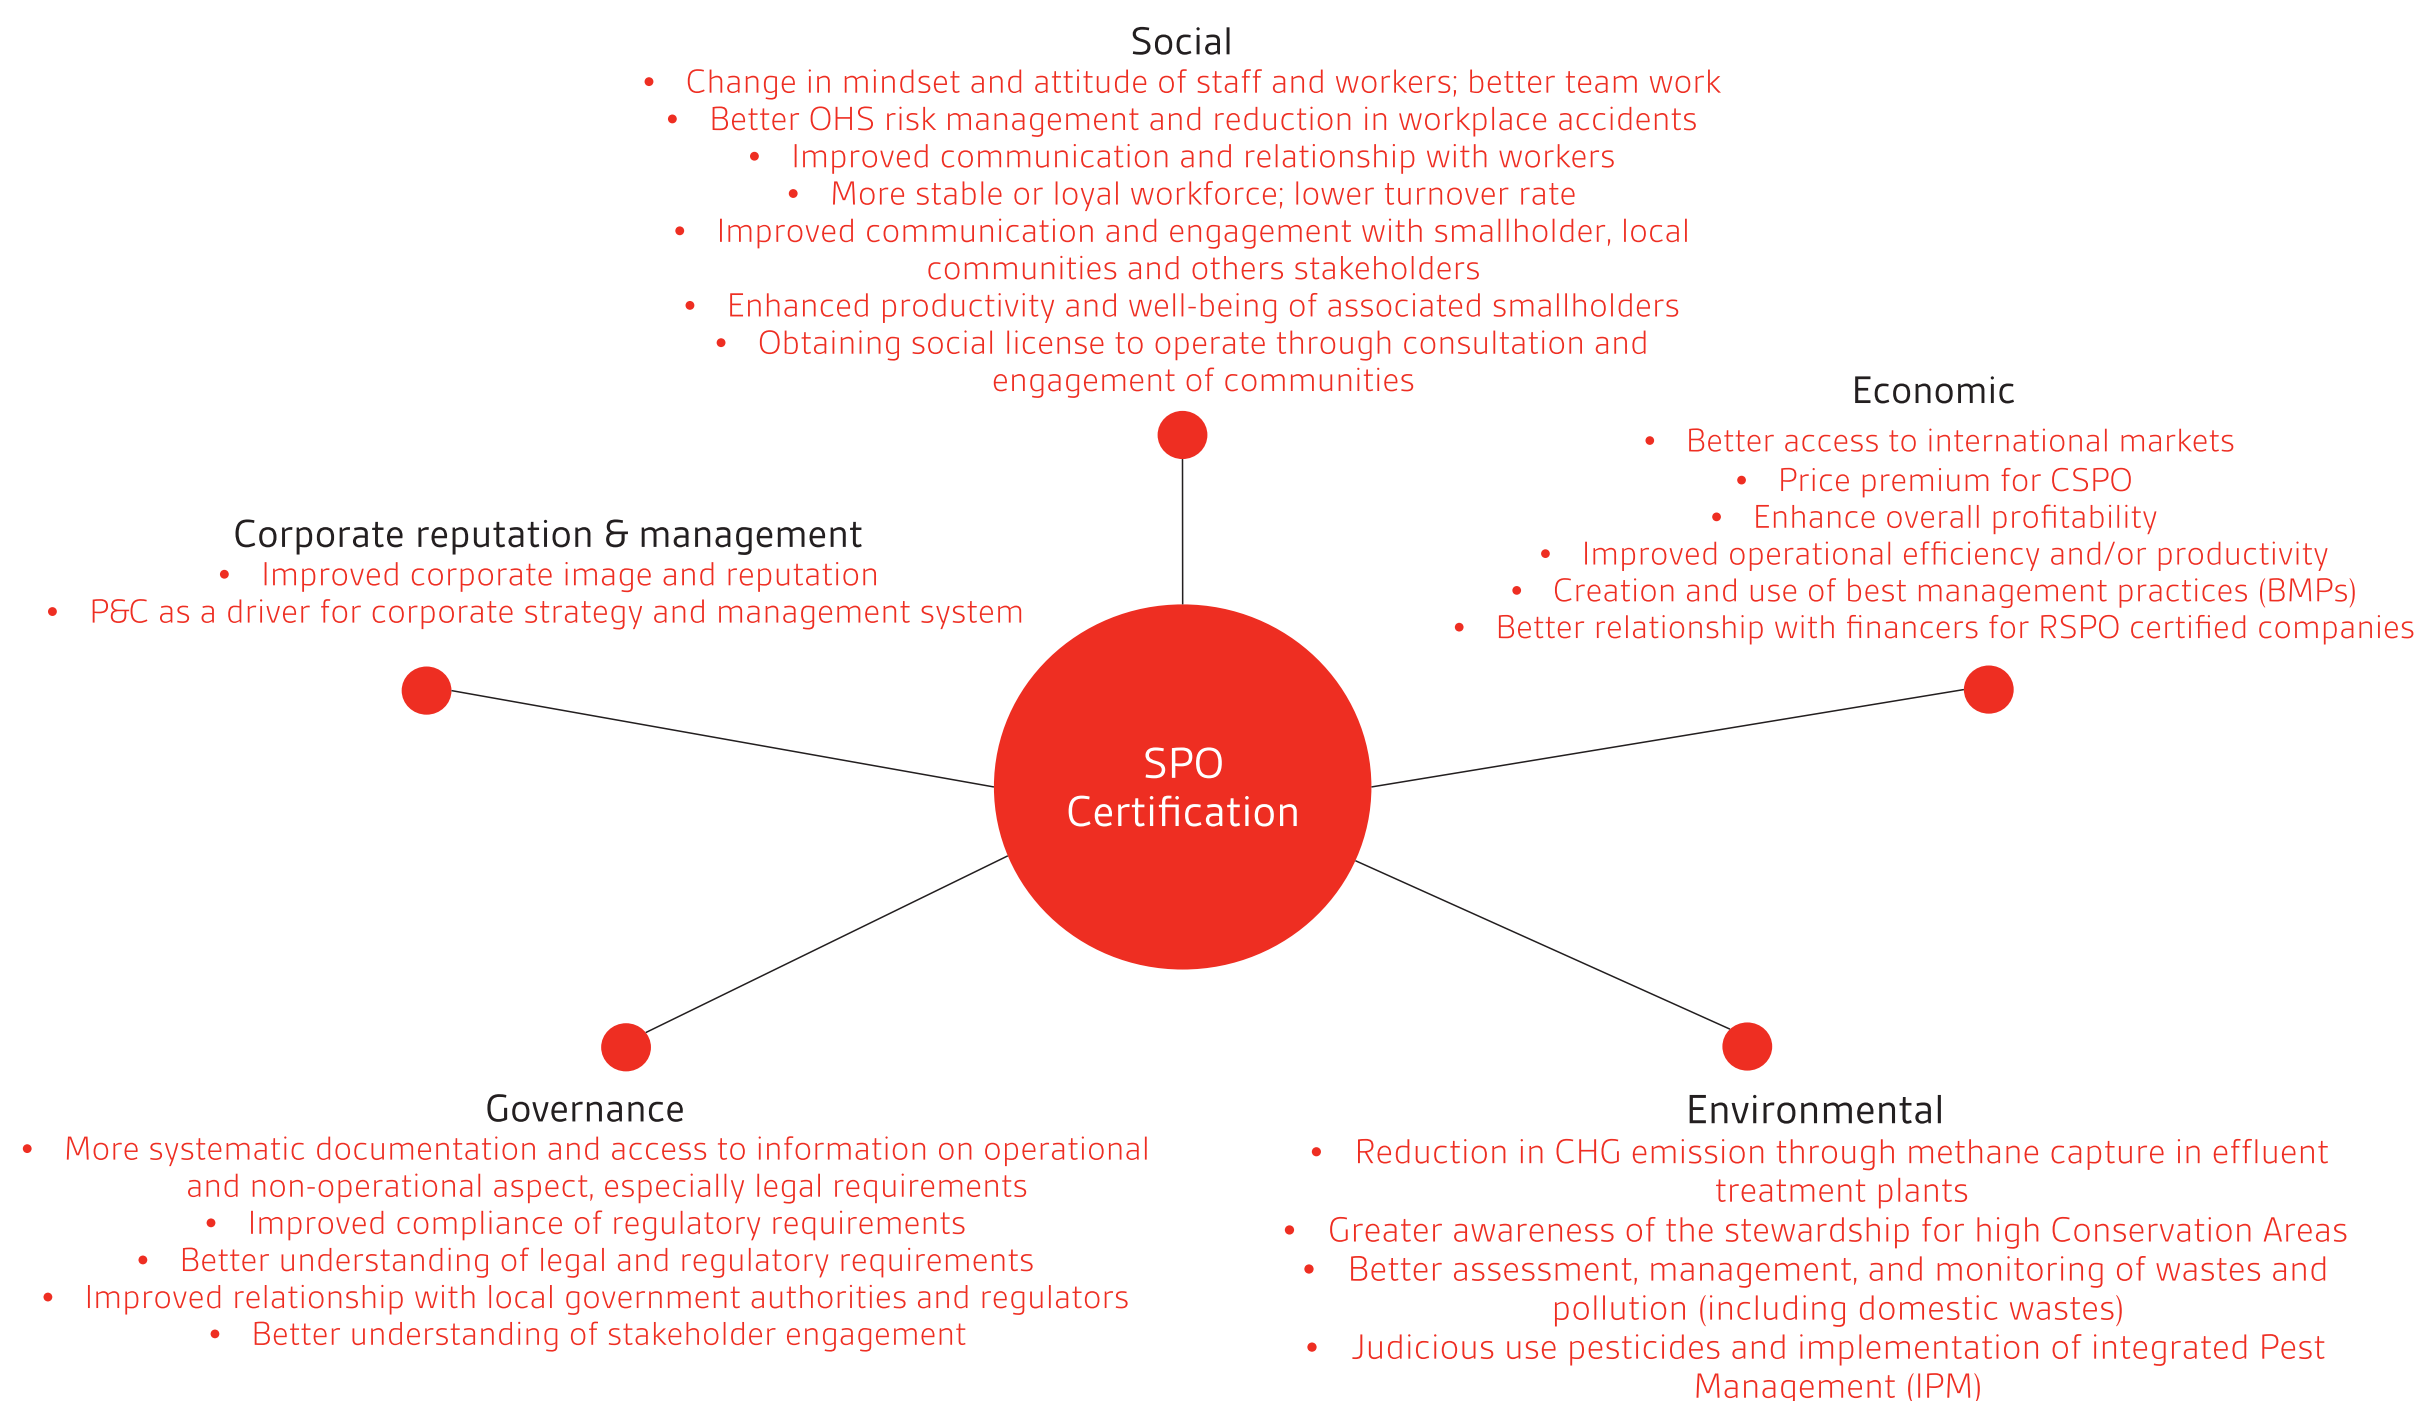 Social
• Change in mindset and attitude of staff and workers; better team work
• Better OHS risk management and reduction in workplace accidents
• Improved communication and relationship with workers
• More stable or loyal workforce; lower turnover rate
• Improved communication and engagement with smallholder, local
communities and others stakeholders
• Enhanced productivity and well-being of associated smallholders
• Obtaining social license to operate through consultation and
engagement of communities
Economic
• Better access to international markets
• Price premium for CSPO
• Enhance overall profitability
• Improved operational efficiency and/or productivity
• Creation and use of best management practices (BMPs)
• Better relationship with financers for RSPO certified companies
Corporate reputation & management
• Improved corporate image and reputation
• P&C as a driver for corporate strategy and management system
SPO
Certification
Governance
• More systematic documentation and access to information on operational
and non-operational aspect, especially legal requirements
• Improved compliance of regulatory requirements
• Better understanding of legal and regulatory requirements
• Improved relationship with local government authorities and regulators
• Better understanding of stakeholder engagement
Environmental
• Reduction in CHG emission through methane capture in effluent
treatment plants
• Greater awareness of the stewardship for high Conservation Areas
• Better assessment, management, and monitoring of wastes and
pollution (including domestic wastes)
• Judicious use pesticides and implementation of integrated Pest
Management (IPM)